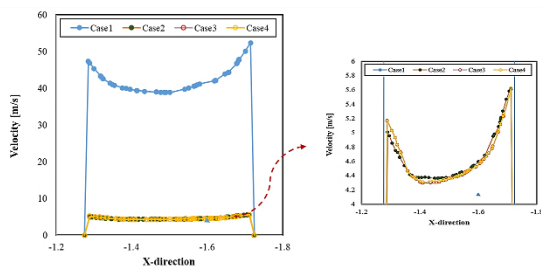 Case1 Case2 Case3 Case4
60
50
40
30
20
10
0
Velocity [m/s]
-1.2 -1.4 -1.6 -1.8
X-direction
Case1 Case2 Case3 Case4
6
5.8
5.6
5.4
5.2
5
4.8
4.6
4.4
4.2
4
Velocity [m/s]
-1.2 -1.4 -1.6 -1.8
X-direction